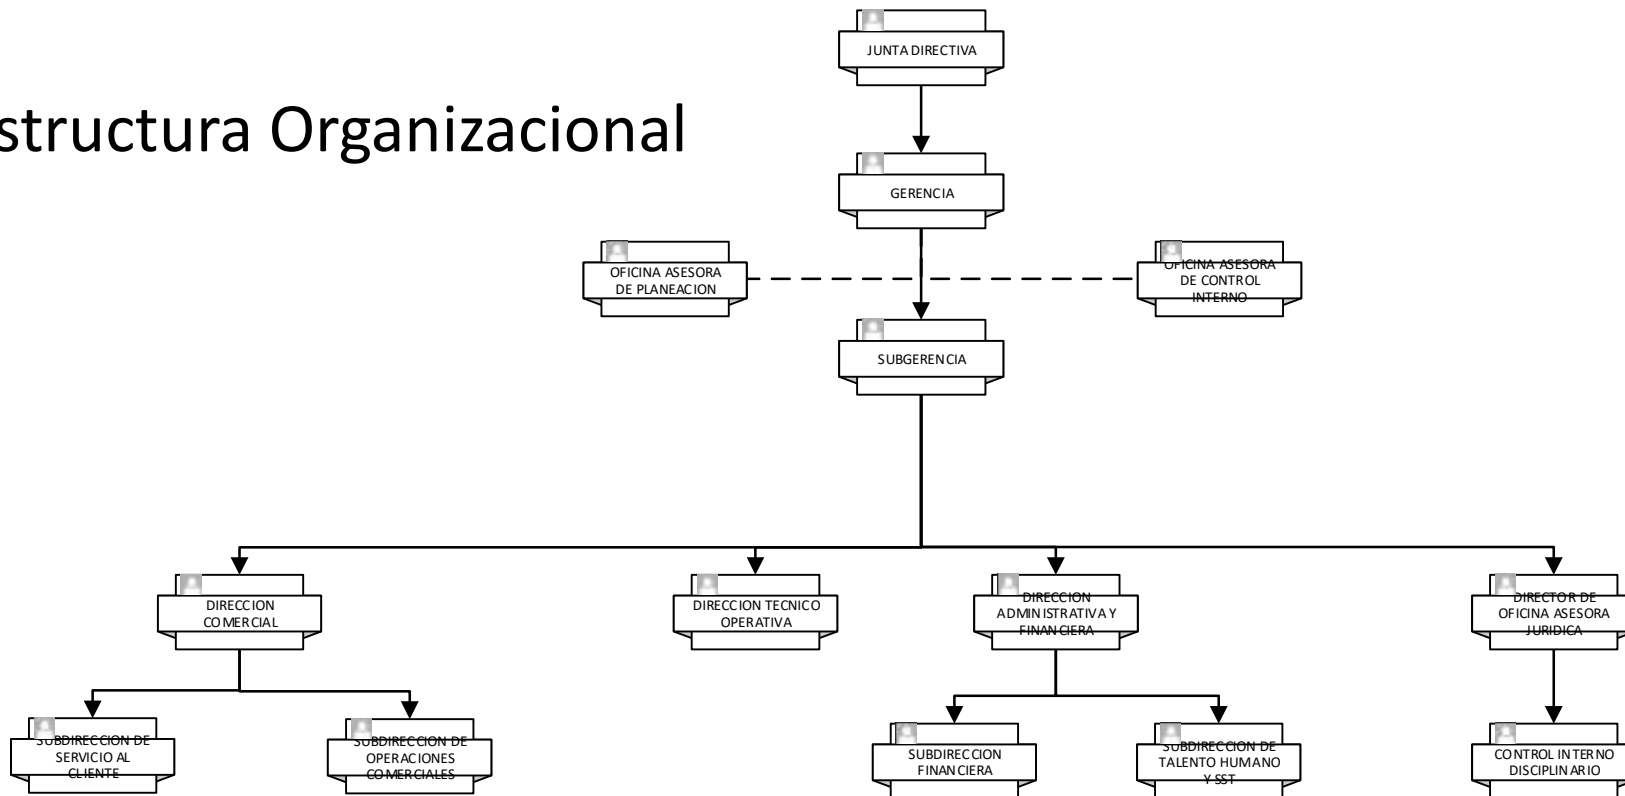 JUNTA DIRECTIVA
structura Organizacional
GERENCIA
OFICINA ASESORA
DE PLANEACION
OFICINA ASESORA
DE CONTROL
INTERNO
SUBGERENCIA
DIRECCION
COMERCIAL
DIRECCION TECNICO
OPERATIVA
DIRECCION
ADMINISTRATIVA Y
FINANCIERA
DIRECTOR DE
OFICINA ASESORA
JURIDICA
SUBDIRECCION DE
SERVICIO AL
CLIENTE
SUBDIRECCION DE
OPERACIONES
COMERCIALES
SUBDIRECCION
FINANCIERA
SUBDIRECCION DE
TALENTO HUMANO
Y SST
CONTROL INTERNO
DISCIPLINARIO